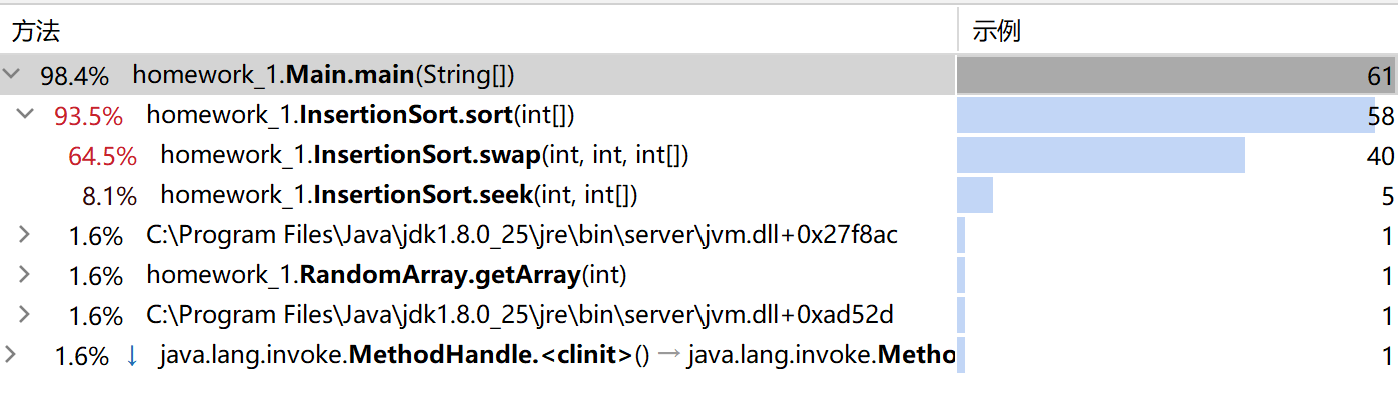 方法 示例
98.4% homework_1.Main.main(String[]) 61
93.5% homework_1.InsertionSort.sort(int[]) 58
64.5% homework_1.InsertionSort.swap(int, int, int[]) 40
8.1% homework_1.InsertionSort.seek(int, int[]) 5
1.6% C:\Program Files\Java\jdk1.8.0_25\jre\bin\server\jvm.dll+0x27f8ac 1
1.6% homework_1.RandomArray.getArray(int) 1
1.6% C:\Program Files\Java\jdk1.8.0_25\jre\bin\server\jvm.dll+0xad52d 1
1.6% ↓ java.lang.invoke.MethodHandle.<clinit>() → java.lang.invoke.Metho 1